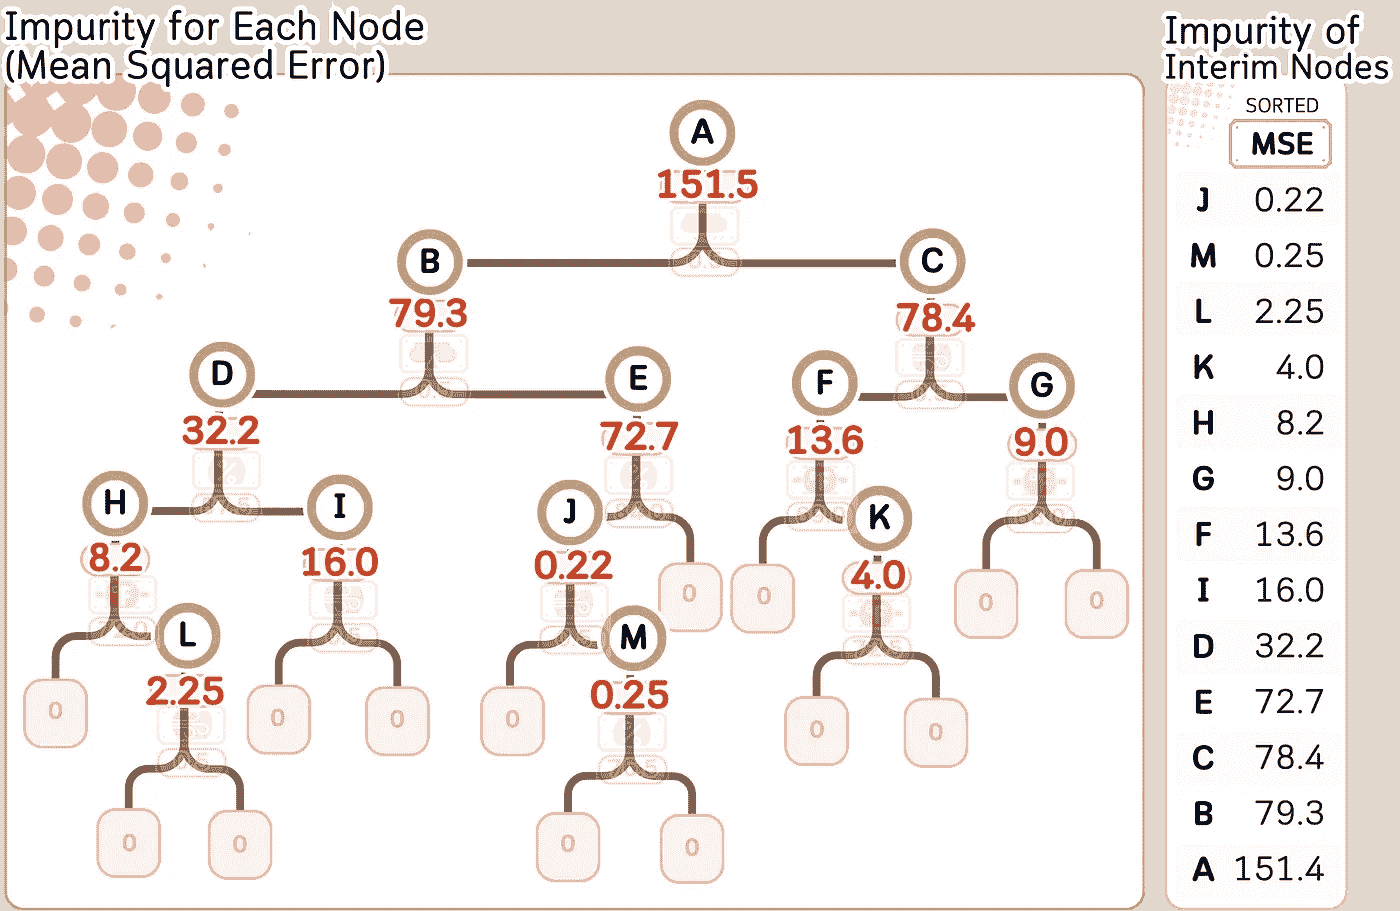 Impurity for Each Node
(Mean Squared Error)
A
151.5
B
C
79.3
78.4
D
E
F
G
32.2
72.7
13.6
9.0
H
I
J
K
8.2
16.0
0.22
4.0
0
0
0
0
L
M
2.25
0.25
0
0
0
0
0
0
0
0
0
0
Impurity of
Interim Nodes
SORTED
MSE
J 0.22
M 0.25
L 2.25
K 4.0
H 8.2
G 9.0
F 13.6
I 16.0
D 32.2
E 72.7
C 78.4
B 79.3
A 151.4